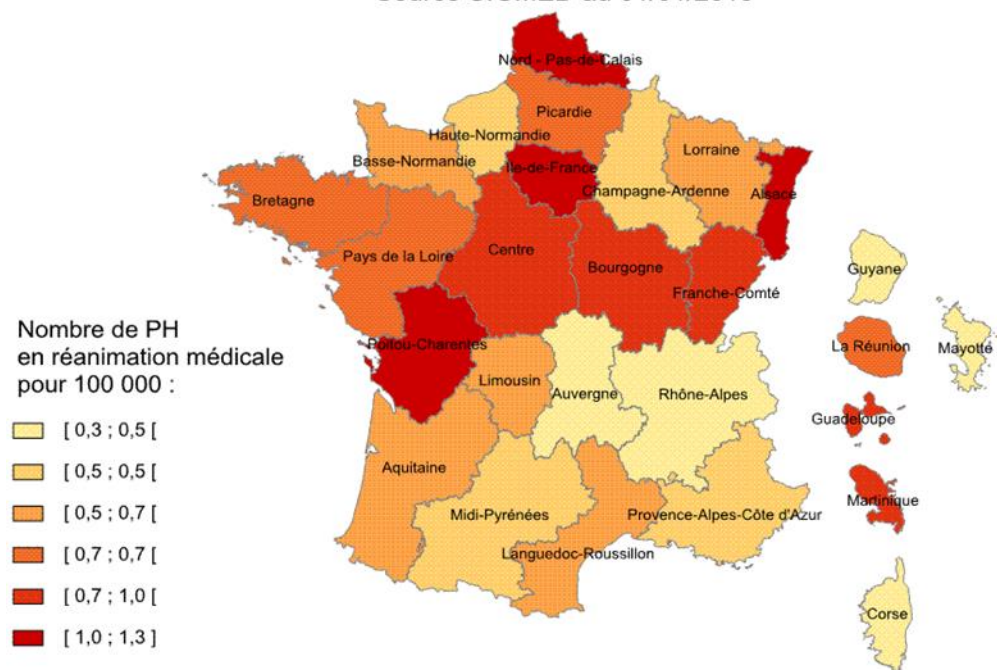 Nord - Pas-de-Calais
Picardie
Haute-Normandie
Basse-Normandie
Ile-de-France
Champagne-Ardenne
Lorraine
Alsace
Bretagne
Pays de la Loire
Centre
Bourgogne
Franche-Comté
Guyane
La Réunion
Mayotte
Poitou-Charentes
Limousin
Auvergne
Rhône-Alpes
Guadeloupe
Aquitaine
Midi-Pyrénées
Languedoc-Roussillon
Provence-Alpes-Côte d'Azur
Martinique
Corse
Nombre de PH
en réanimation médicale
pour 100 000 :
[ 0,3 ; 0,5 [
[ 0,5 ; 0,5 [
[ 0,5 ; 0,7 [
[ 0,7 ; 0,7 [
[ 0,7 ; 1,0 [
[ 1,0 ; 1,3 ]